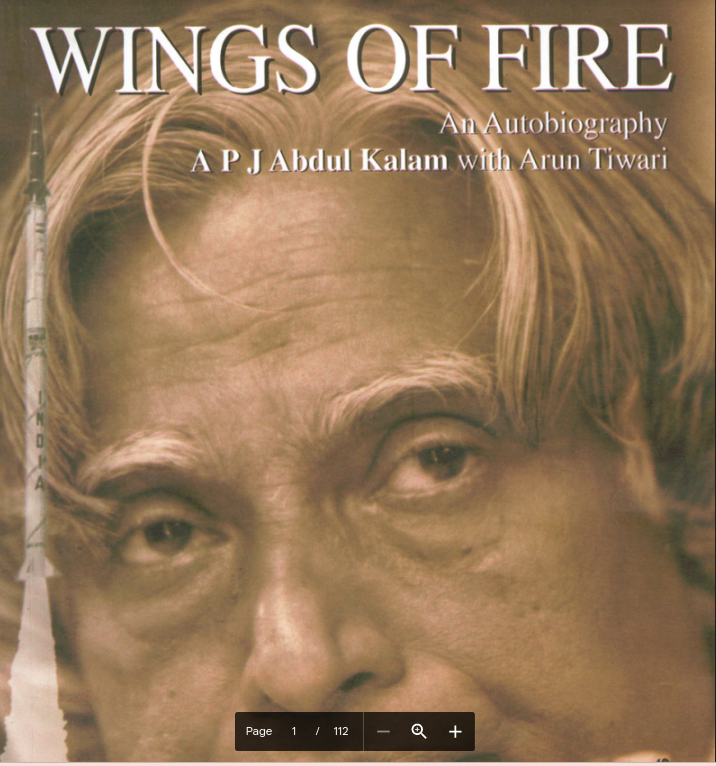 WINGS OF FIRE
An Autobiography
A P J Abdul Kalam with Arun Tiwari
INDIA
Page 1 / 112